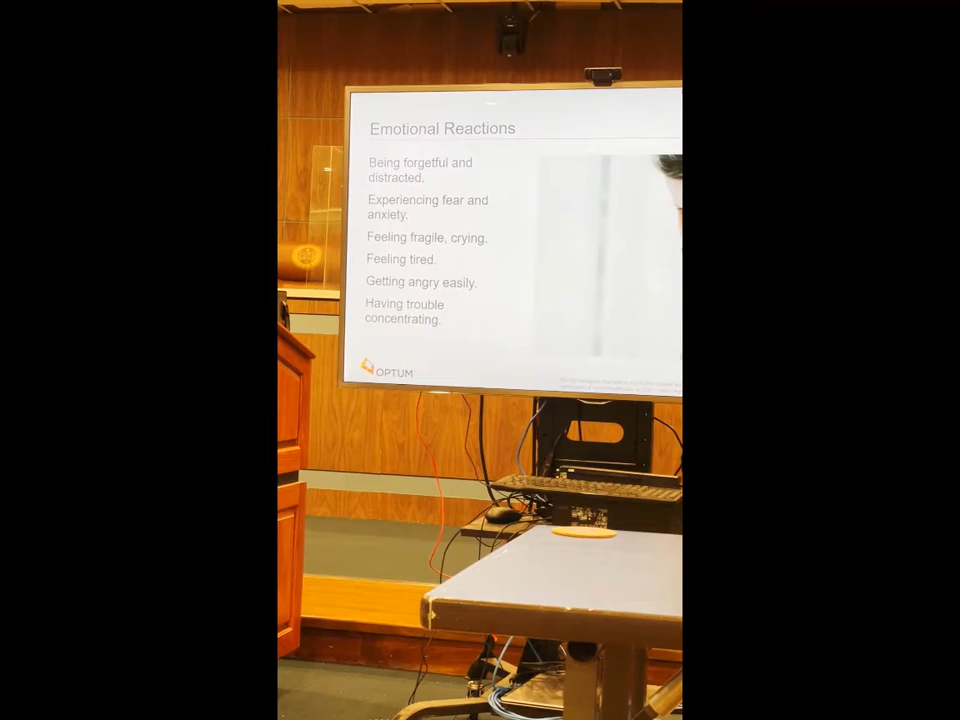 Emotional Reactions
Being forgetful and
distracted.
Experiencing fear and
anxiety.
Feeling fragile, crying.
Feeling tired.
Getting angry easily.
Having trouble
concentrating.
OPTUM